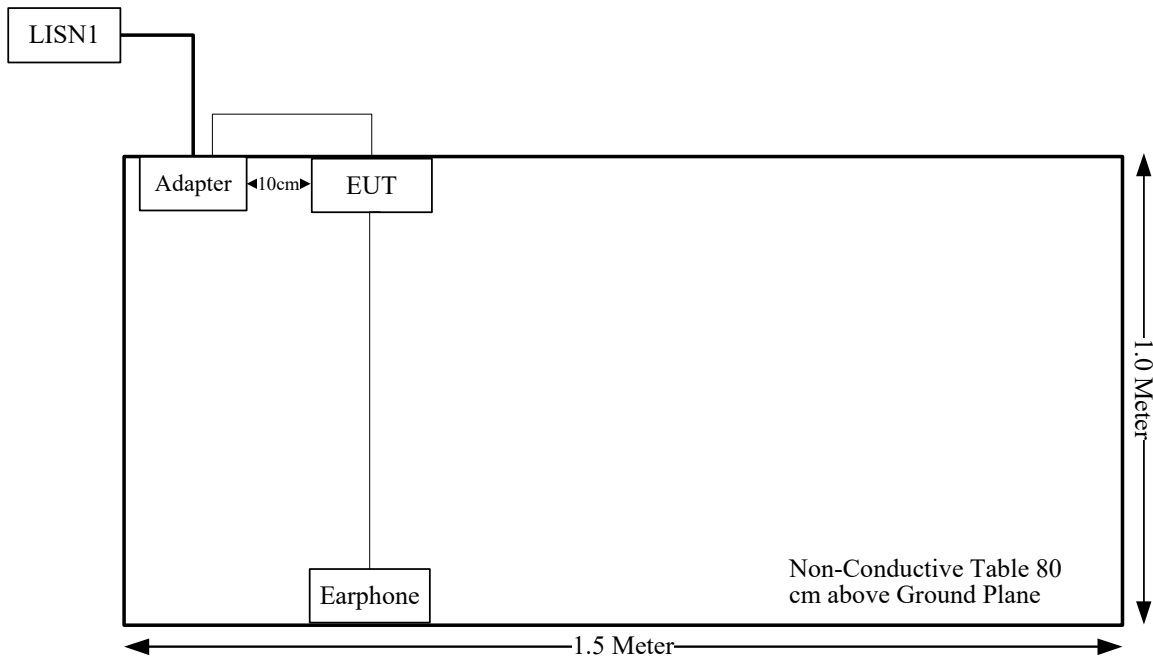 LISN1
Adapter
10cm
EUT
1.0 Meter
Earphone
Non-Conductive Table 80
cm above Ground Plane
1.5 Meter